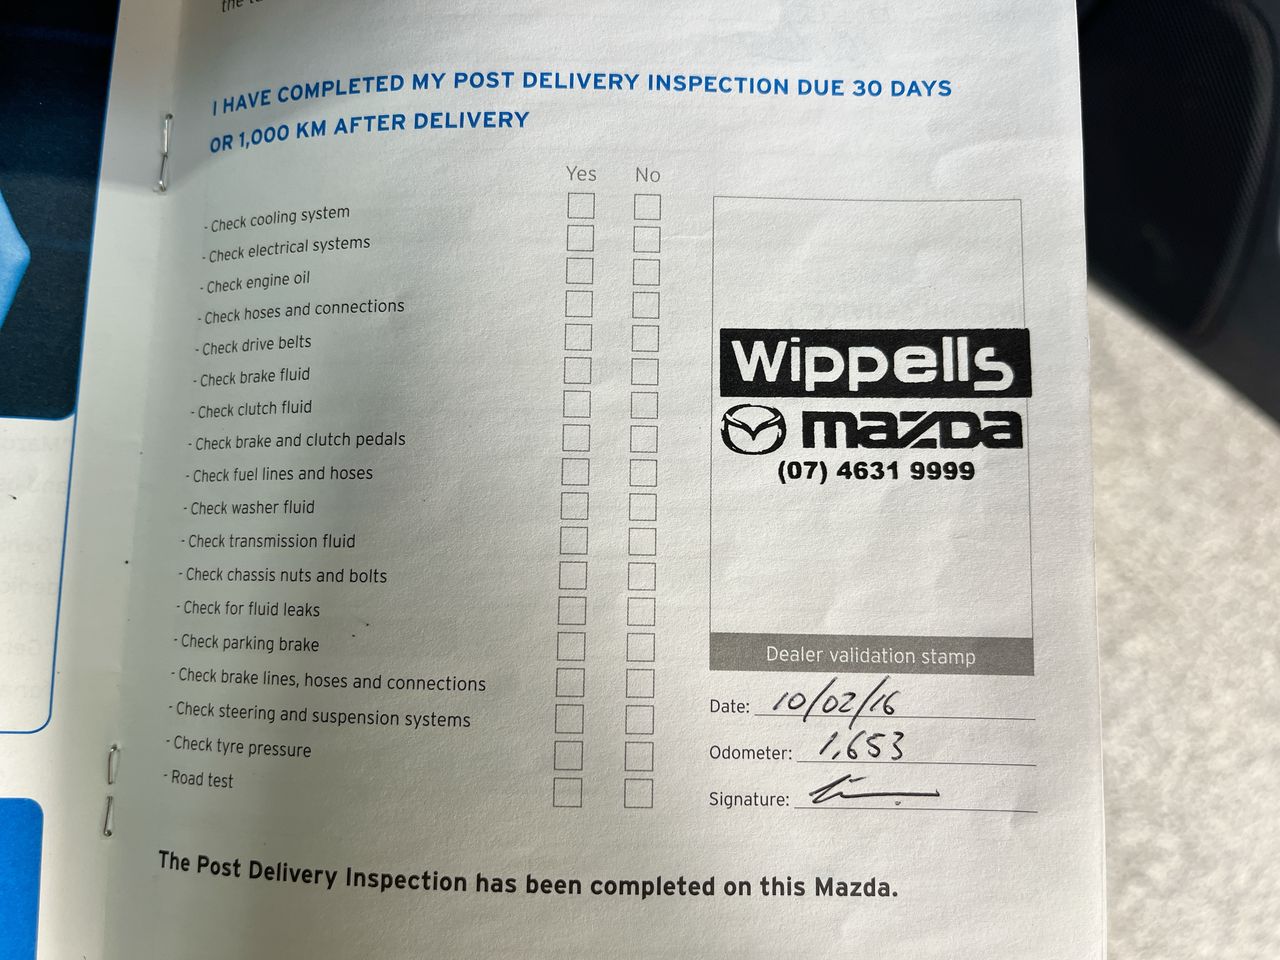 I HAVE COMPLETED MY POST DELIVERY INSPECTION DUE 30 DAYS
OR 1,000 KM AFTER DELIVERY
Yes No
- Check cooling system
- Check electrical systems
- Check engine oil
- Check hoses and connections
- Check drive belts
- Check brake fluid
- Check clutch fluid
- Check brake and clutch pedals
- Check fuel lines and hoses
- Check washer fluid
- Check transmission fluid
- Check chassis nuts and bolts
- Check for fluid leaks
- Check parking brake
- Check brake lines, hoses and connections
- Check steering and suspension systems
- Check tyre pressure
- Road test
Wippells
mazda
(07) 4631 9999
Dealer validation stamp
Date: 10/02/16
Odometer: 1,653
Signature:
The Post Delivery Inspection has been completed on this Mazda.